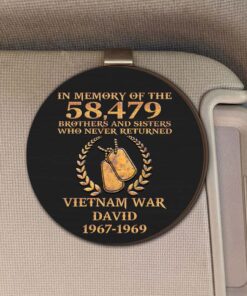 IN MEMORY OF THE
58,479
BROTHERS AND SISTERS
WHO NEVER RETURNED
VIETNAM WAR
DAVID
1967-1969